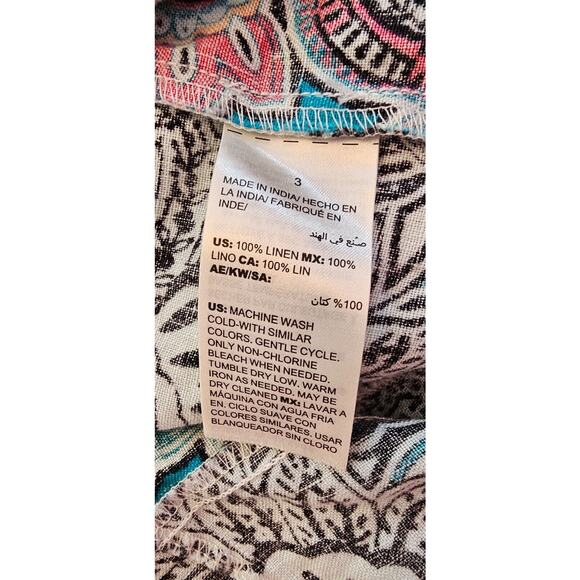 3
MADE IN INDIA/ HECHO EN
LA INDIA/ FABRIQUÉ EN
INDE/
صنع في الهند
US: 100% LINEN MX: 100%
LINO CA: 100% LIN
AE/KW/SA:
100% كتان
US: MACHINE WASH
COLD-WITH SIMILAR
COLORS, GENTLE CYCLE.
ONLY NON-CHLORINE
BLEACH WHEN NEEDED.
TUMBLE DRY LOW. WARM
IRON AS NEEDED. MAY BE
DRY CLEANED MX: LAVAR A
MÁQUINA CON AGUA FRIA
EN. CICLO SUAVE CON
COLORES SIMILARES. USAR
BLANQUEADOR SIN CLORO